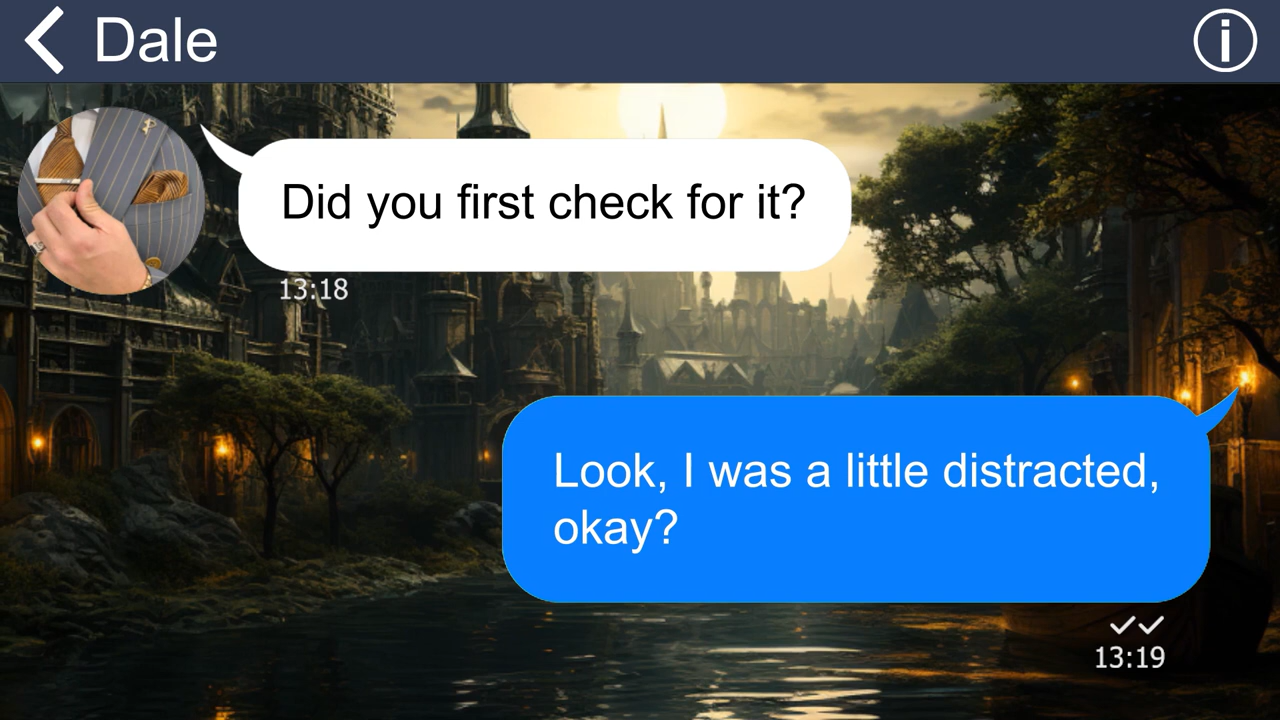 Dale
Did you first check for it?
13:18
Look, I was a little distracted,
okay?
13:19